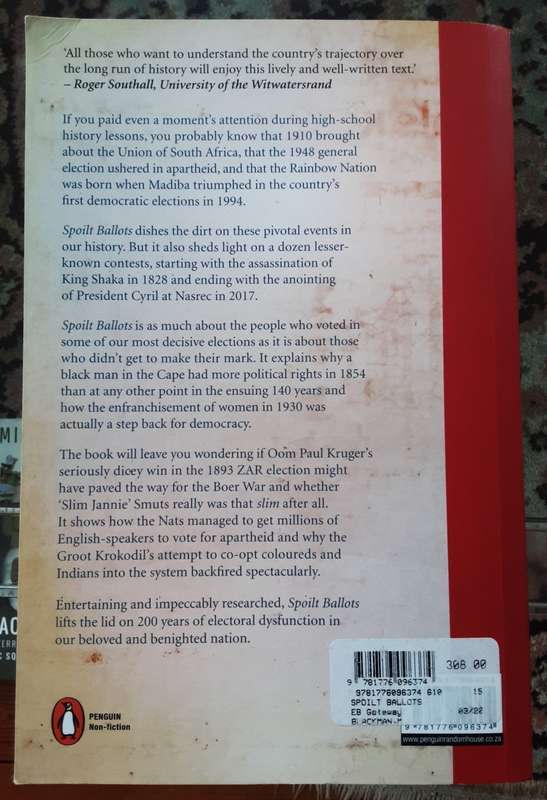 ‘All those who want to understand the country’s trajectory over
the long run of history will enjoy this lively and well-written text.’
– Roger Southall, University of the Witwatersrand
If you paid even a moment’s attention during high-school
history lessons, you probably know that 1910 brought
about the Union of South Africa, that the 1948 general
election ushered in apartheid, and that the Rainbow Nation
was born when Madiba triumphed in the country’s
first democratic elections in 1994.
Spoilt Ballots dishes the dirt on these pivotal events in
our history. But it also sheds light on a dozen lesser-
known contests, starting with the assassination of
King Shaka in 1828 and ending with the anointing
of President Cyril at Nasrec in 2017.
Spoilt Ballots is as much about the people who voted in
some of our most decisive elections as it is about those
who didn’t get to make their mark. It explains why a
black man in the Cape had more political rights in 1854
than at any other point in the ensuing 140 years and
how the enfranchisement of women in 1930 was
actually a step back for democracy.
The book will leave you wondering if Oom Paul Kruger’s
seriously dicey win in the 1893 ZAR election might
have paved the way for the Boer War and whether
‘Slim Jannie’ Smuts really was that slim after all.
It shows how the Nats managed to get millions of
English-speakers to vote for apartheid and why the
Groot Krokodil’s attempt to co-opt coloureds and
Indians into the system backfired spectacularly.
Entertaining and impeccably researched, Spoilt Ballots
lifts the lid on 200 years of electoral dysfunction in
our beloved and benighted nation.
308 00
9 781776 096374
9781776096374 610 15
SPOILT BALLOTS
EB Gateway 03/22
BLACKMAN
9 781776 096374
www.penguinrandomhouse.co.za
PENGUIN
Non-fiction
MI
AC